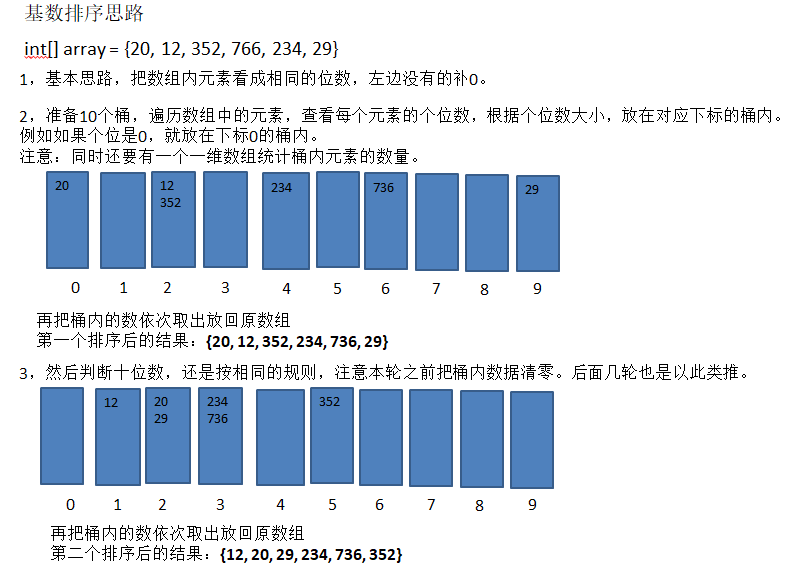 基数排序思路
int[] array = {20, 12, 352, 766, 234, 29}
1，基本思路，把数组内元素看成相同的位数，左边没有的补0。
2，准备10个桶，遍历数组中的元素，查看每个元素的个位数，根据个位数大小，放在对应下标的桶内。
例如如果个位是0，就放在下标0的桶内。
注意：同时还要有一个一维数组统计桶内元素的数量。
20 12 234 736 29
352
0 1 2 3 4 5 6 7 8 9
再把桶内的数依次取出放回原数组
第一个排序后的结果：{20, 12, 352, 234, 736, 29}
3，然后判断十位数，还是按相同的规则，注意本轮之前把桶内数据清零。后面几轮也是以此类推。
12 20 234 352
29 736
0 1 2 3 4 5 6 7 8 9
再把桶内的数依次取出放回原数组
第二个排序后的结果：{12, 20, 29, 234, 736, 352}